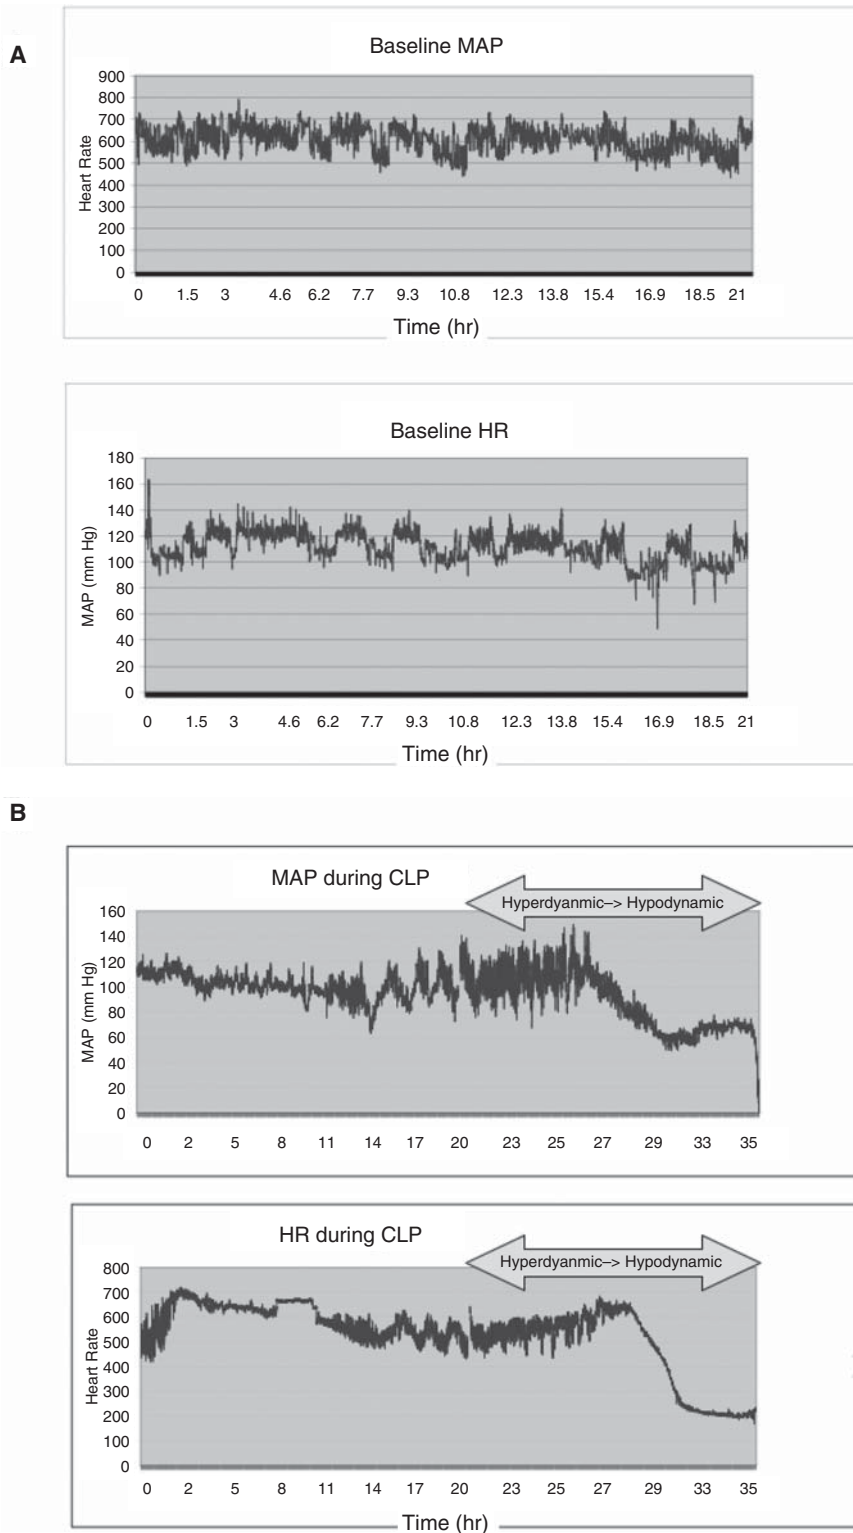 A
Baseline MAP
Heart Rate
900
800
700
600
500
400
300
200
100
0
0 1.5 3 4.6 6.2 7.7 9.3 10.8 12.3 13.8 15.4 16.9 18.5 21
Time (hr)
Baseline HR
MAP (mm Hg)
180
160
140
120
100
80
60
40
20
0
0 1.5 3 4.6 6.2 7.7 9.3 10.8 12.3 13.8 15.4 16.9 18.5 21
Time (hr)
B
MAP during CLP
Hyperdyanmic–> Hypodynamic
MAP (mm Hg)
160
140
120
100
80
60
40
20
0
0 2 5 8 11 14 17 20 23 25 27 29 33 35
HR during CLP
Hyperdyanmic–> Hypodynamic
Heart Rate
800
700
600
500
400
300
200
100
0
0 2 5 8 11 14 17 20 23 25 27 29 33 35
Time (hr)